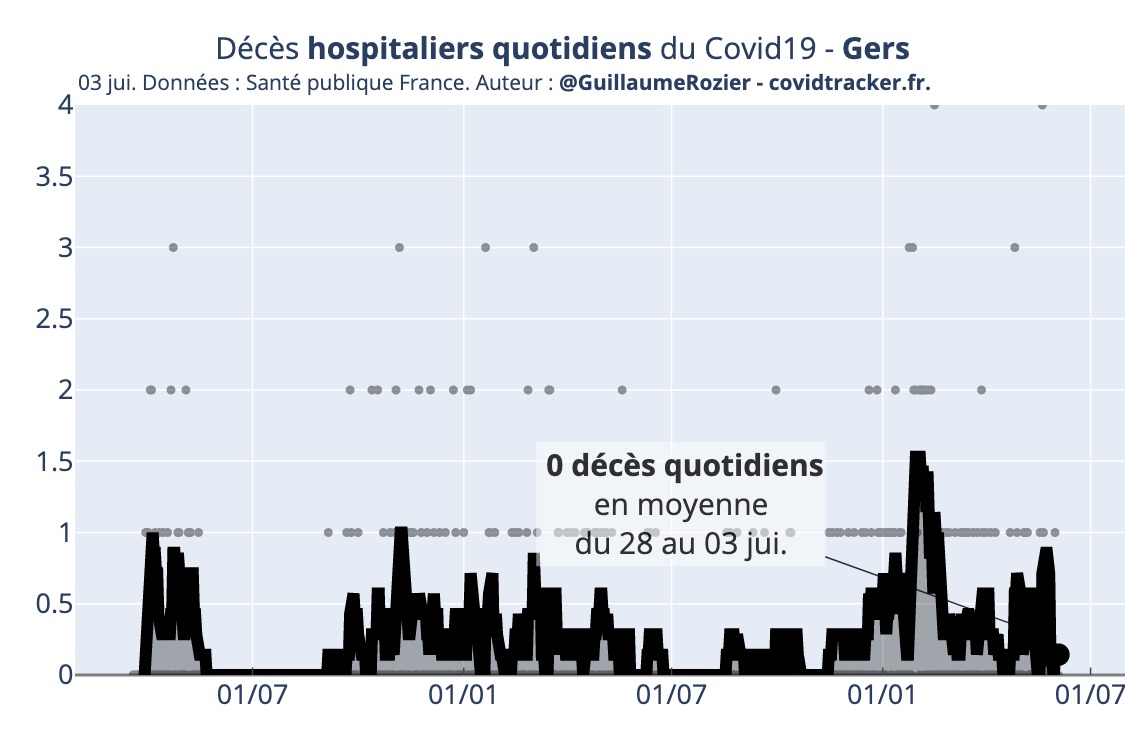 Décès hospitaliers quotidiens du Covid19 - Gers
03 jui. Données : Santé publique France. Auteur : @GuillaumeRozier - covidtracker.fr.
4
3.5
3
2.5
2
1.5
1
0.5
0
0 décès quotidiens
en moyenne
du 28 au 03 jui.
01/07
01/01
01/07
01/01
01/07